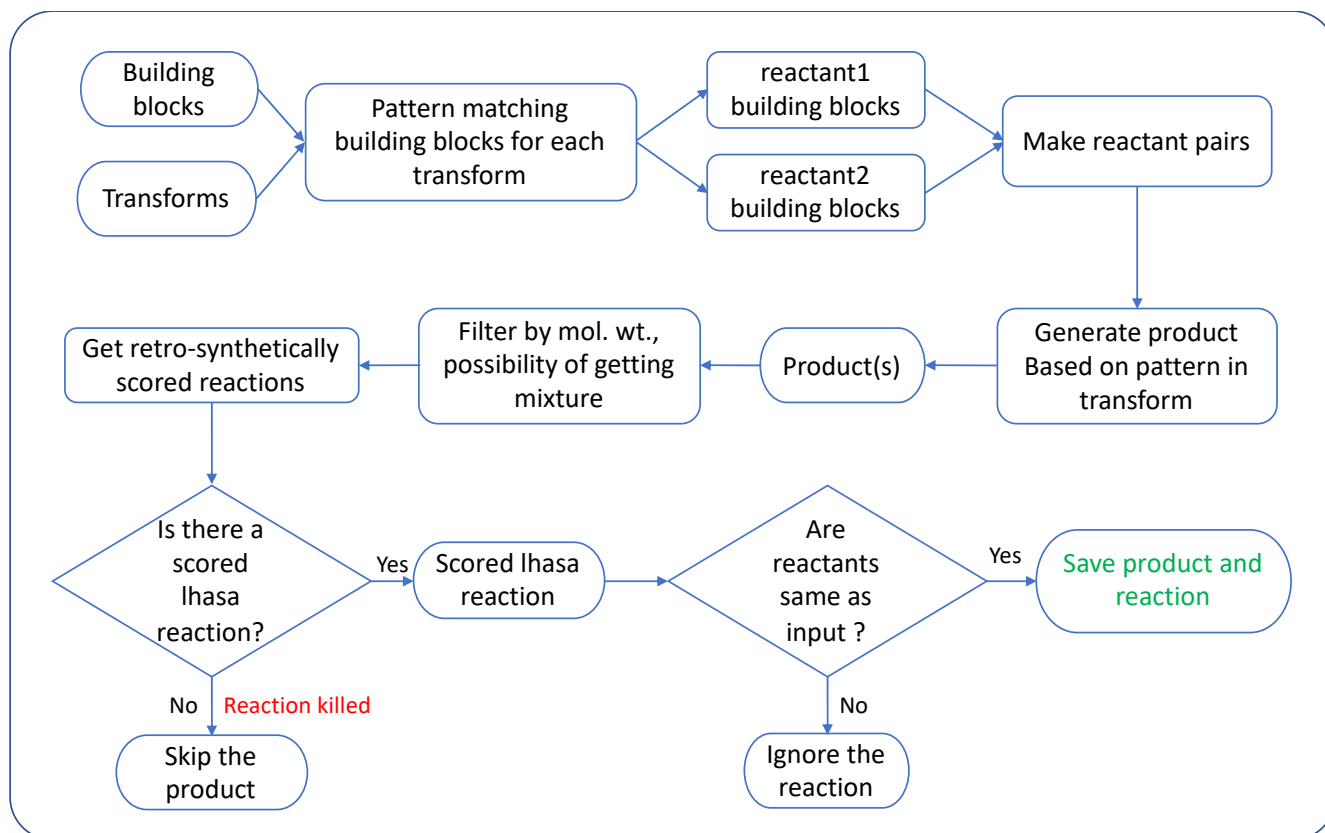 Building
blocks
Transforms
Pattern matching
building blocks for each
transform
reactant1
building blocks
reactant2
building blocks
Make reactant pairs
Generate product
Based on pattern in
transform
Product(s)
Filter by mol. wt.,
possibility of getting
mixture
Get retro-synthetically
scored reactions
Is there a
scored
lhasa
reaction?
Yes
Scored lhasa
reaction
Are
reactants
same as
input ?
Yes
Save product and
reaction
No
Reaction killed
Skip the
product
No
Ignore the
reaction